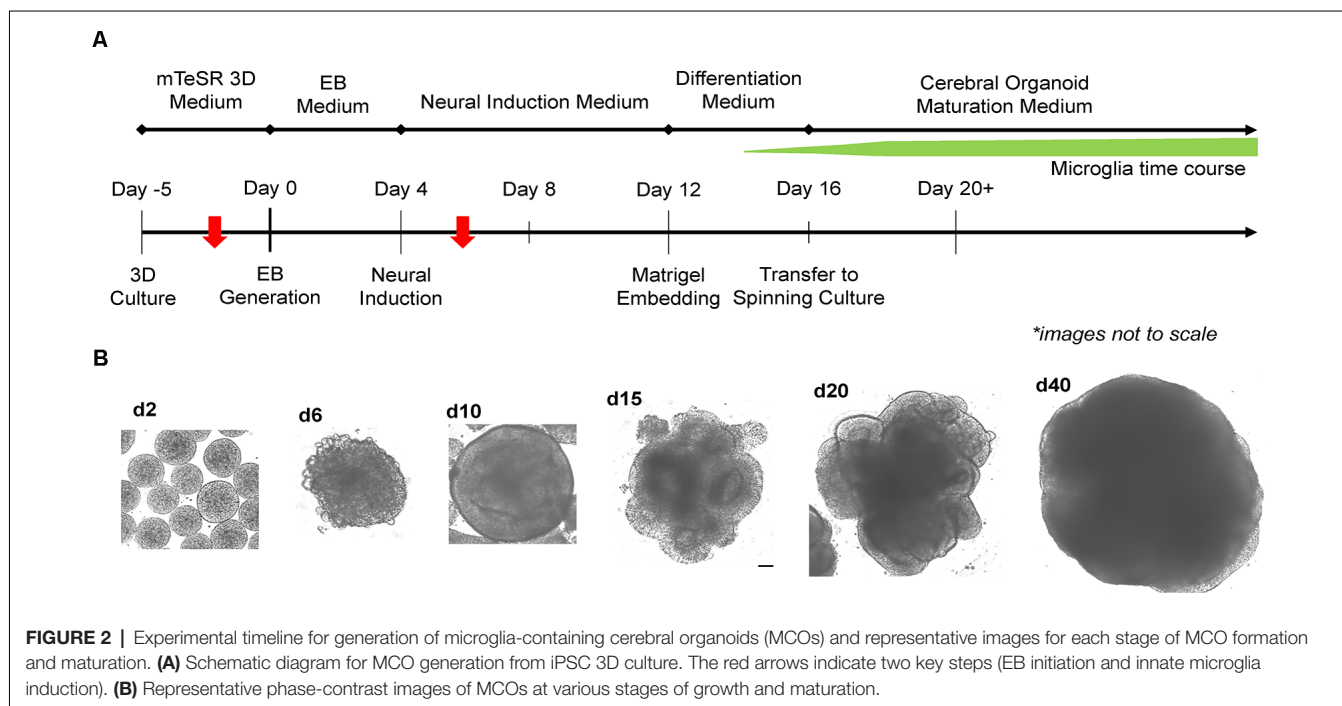 A
mTeSR 3D
Medium
EB
Medium
Neural Induction Medium
Differentiation
Medium
Cerebral Organoid
Maturation Medium
Microglia time course
Day -5
Day 0
Day 4
Day 8
Day 12
Day 16
Day 20+
3D
Culture
EB
Generation
Neural
Induction
Matrigel
Embedding
Transfer to
Spinning Culture
*images not to scale
B
d2
d6
d10
d15
d20
d40
FIGURE 2 | Experimental timeline for generation of microglia-containing cerebral organoids (MCOs) and representative images for each stage of MCO formation
and maturation. (A) Schematic diagram for MCO generation from iPSC 3D culture. The red arrows indicate two key steps (EB initiation and innate microglia
induction). (B) Representative phase-contrast images of MCOs at various stages of growth and maturation.